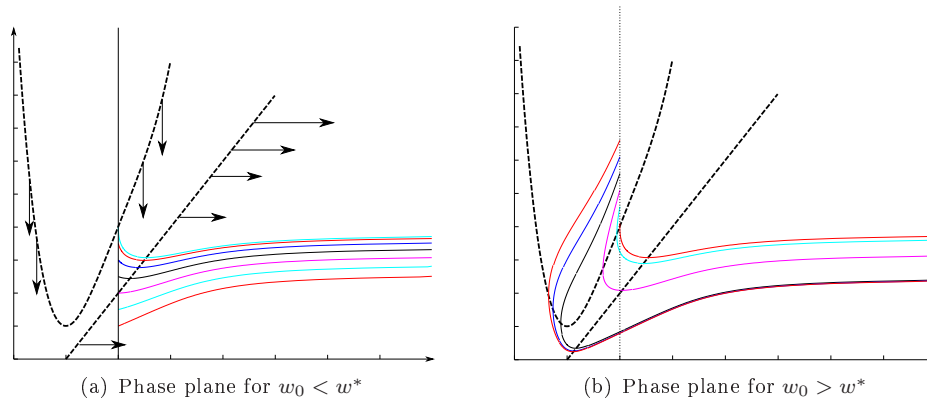 (a) Phase plane for w₀ < w*
(b) Phase plane for w₀ > w*